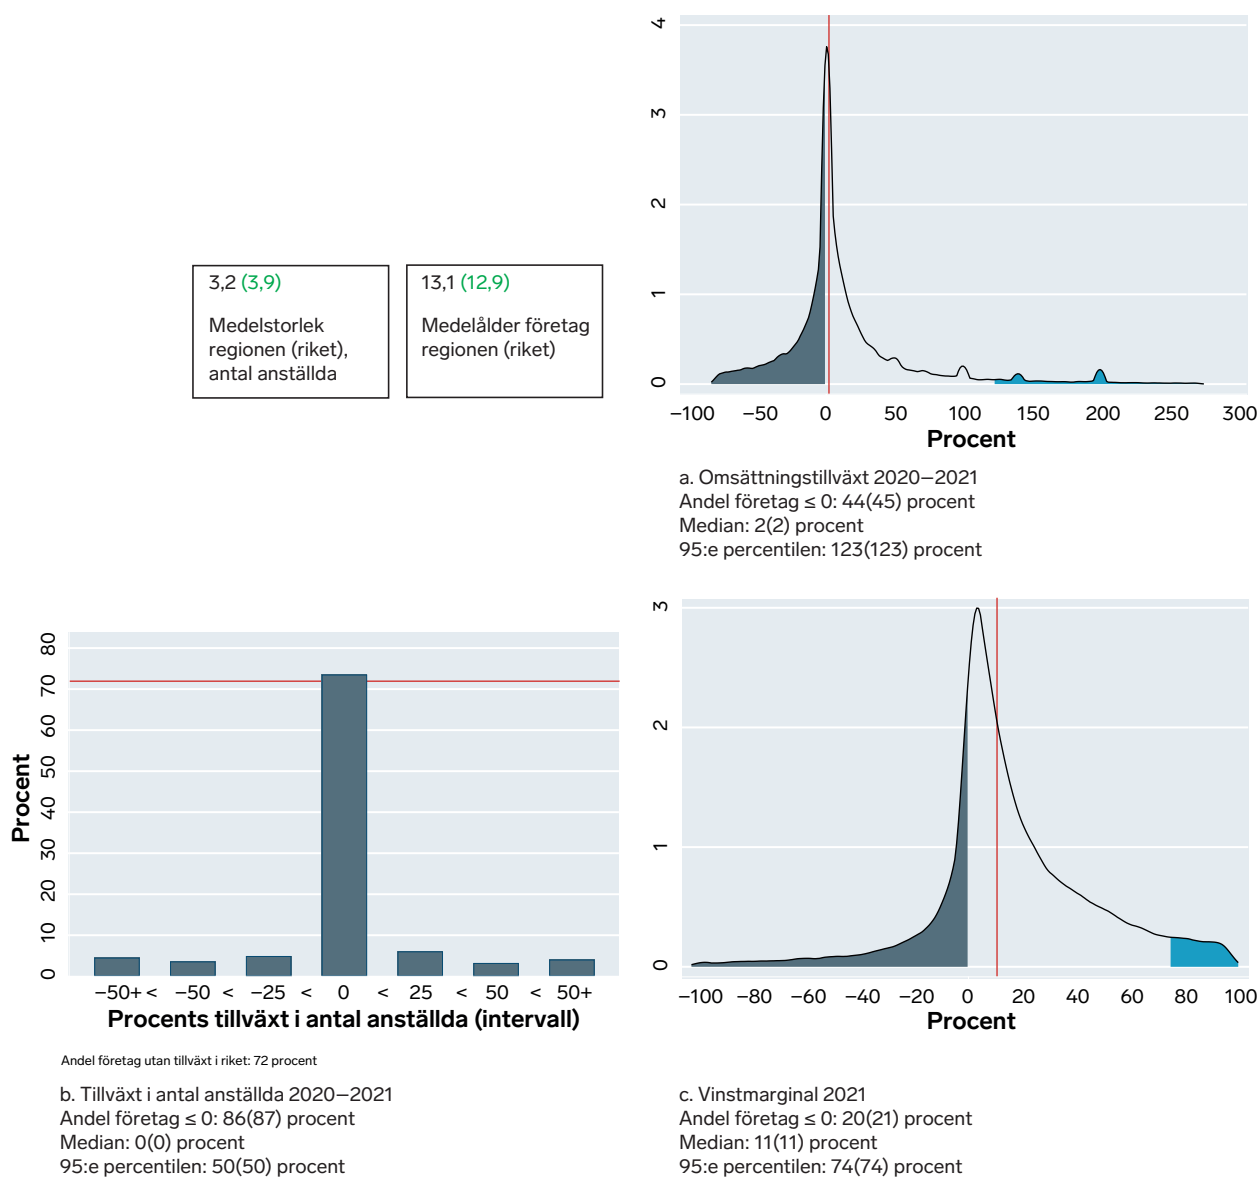 3,2 (3,9)
Medelstorlek
regionen (riket),
antal anställda
13,1 (12,9)
Medelålder företag
regionen (riket)
4
3
2
1
0
−100 −50 0 50 100 150 200 250 300
Procent
a. Omsättningstillväxt 2020–2021
Andel företag ≤ 0: 44(45) procent
Median: 2(2) procent
95:e percentilen: 123(123) procent
Procent
80
70
60
50
40
30
20
10
0
−50+ < −50 < −25 < 0 < 25 < 50 < 50+
Procents tillväxt i antal anställda (intervall)
Andel företag utan tillväxt i riket: 72 procent
b. Tillväxt i antal anställda 2020–2021
Andel företag ≤ 0: 86(87) procent
Median: 0(0) procent
95:e percentilen: 50(50) procent
3
2
1
0
−100 −80 −60 −40 −20 0 20 40 60 80 100
Procent
c. Vinstmarginal 2021
Andel företag ≤ 0: 20(21) procent
Median: 11(11) procent
95:e percentilen: 74(74) procent